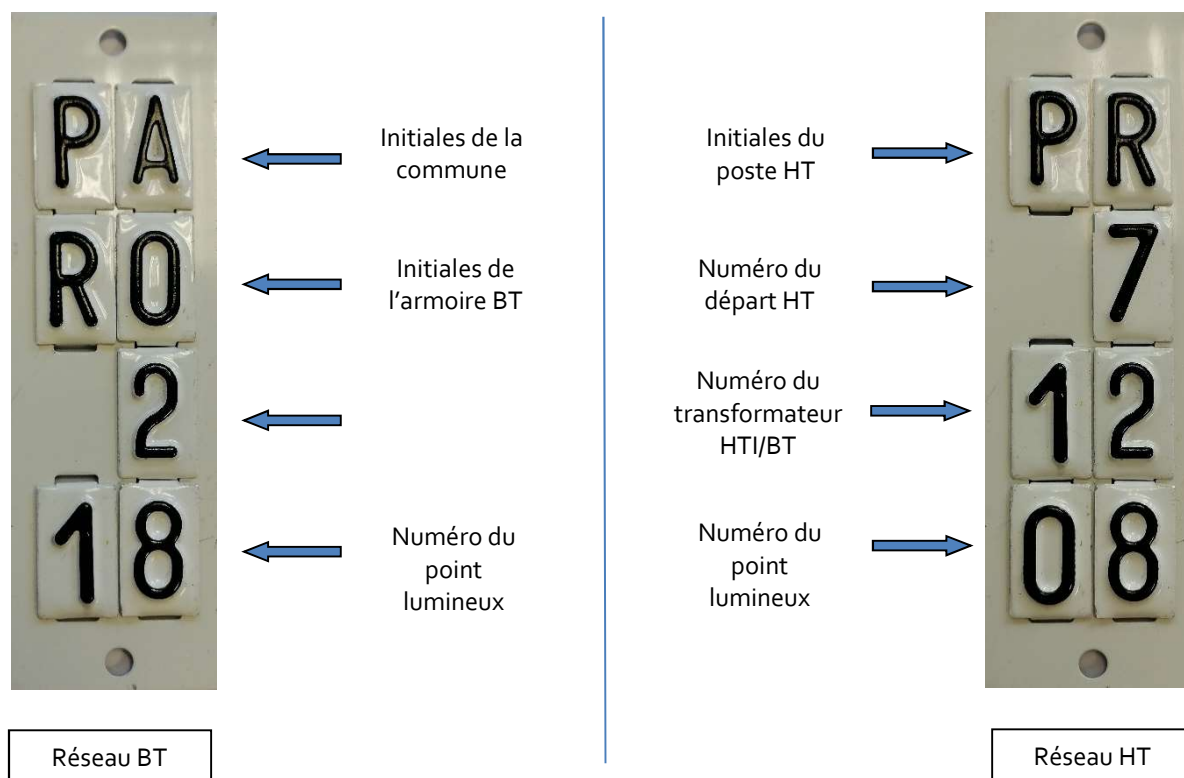 PA
RO
2
18
Initiales de la
commune
Initiales de
l'armoire BT
Numéro du
point
lumineux
Réseau BT
Initiales du
poste HT
Numéro du
départ HT
Numéro du
transformateur
HTI/BT
Numéro du
point
lumineux
PR
7
12
08
Réseau HT